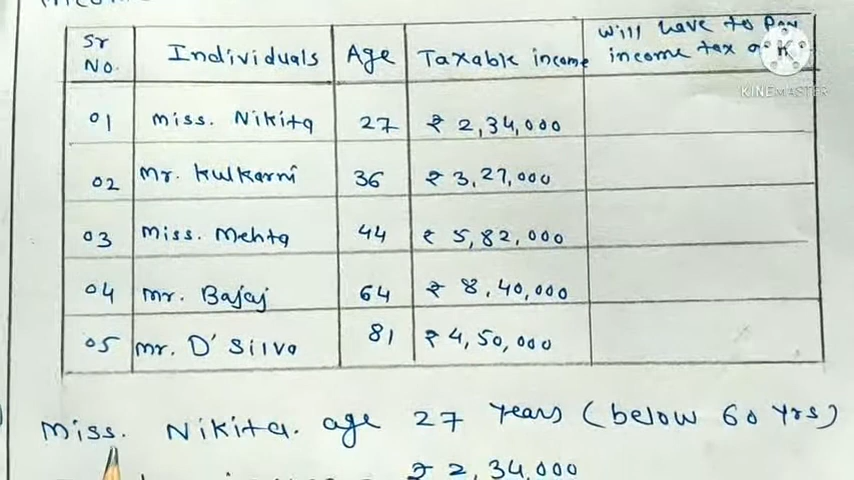 Sr No. Individuals Age Taxable income will have to pay income tax
01 Miss. Nikita 27 ₹ 2,34,000
02 Mr. Kulkarni 36 ₹ 3,27,000
03 Miss. Mehta 44 ₹ 5,82,000
04 Mr. Bajaj 64 ₹ 8,40,000
05 Mr. D'Silva 81 ₹ 4,50,000
Miss. Nikita. age 27 years (below 60 yrs)
₹ 2,34,000
K
KINEMASTER